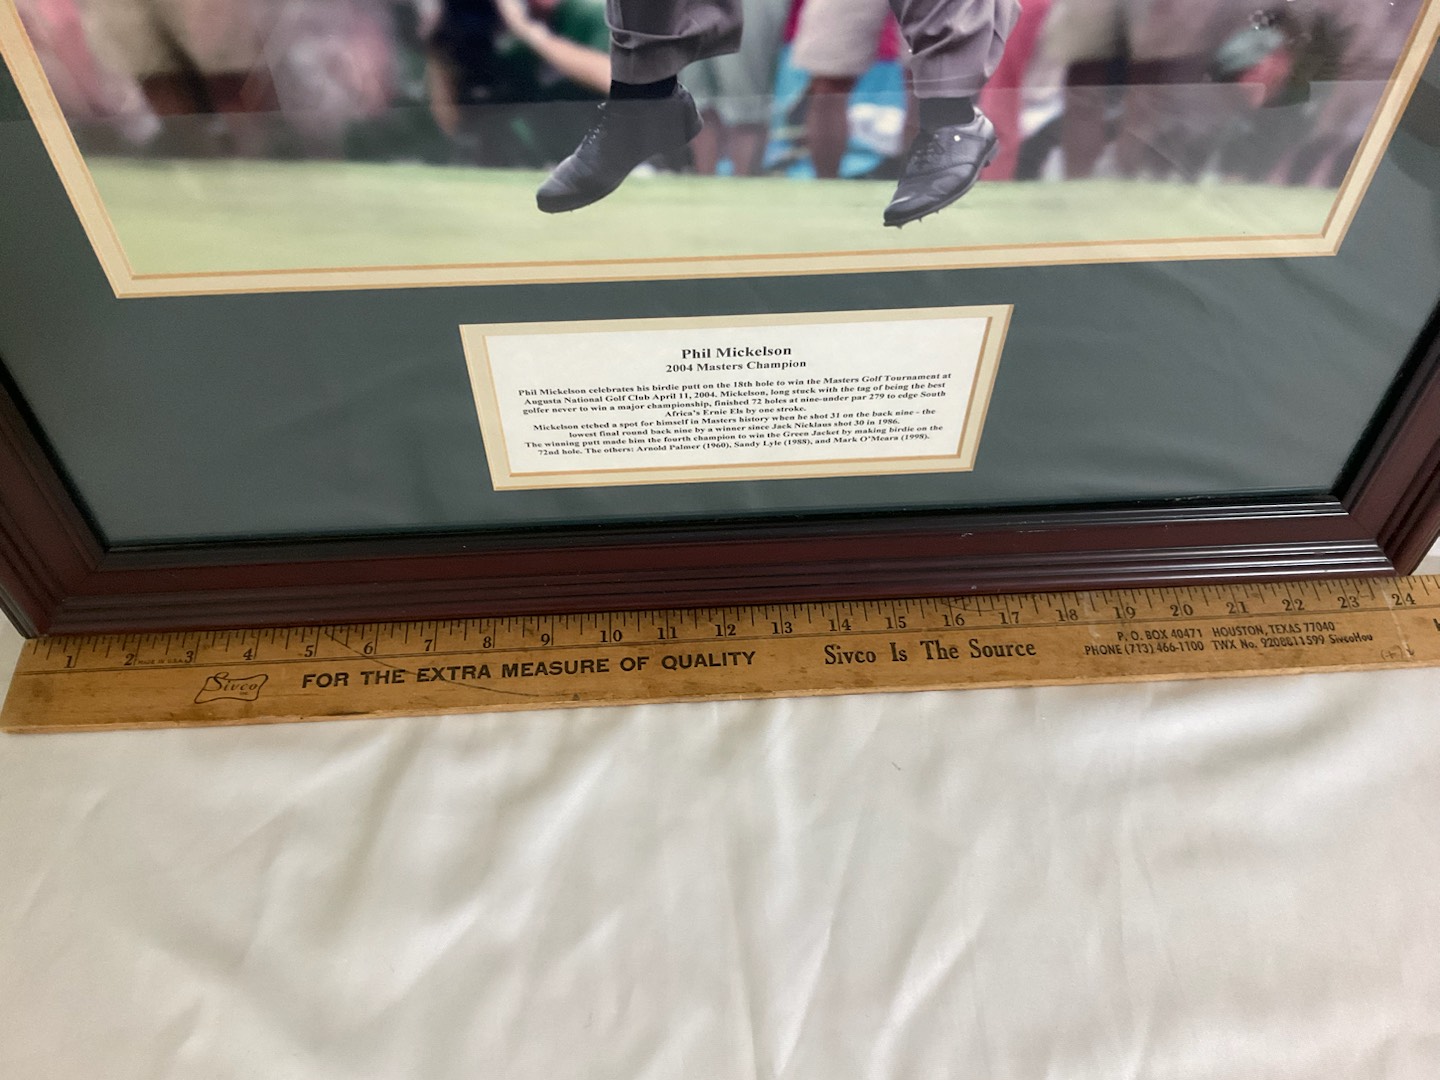 Phil Mickelson
2004 Masters Champion
Phil Mickelson celebrates his birdie putt on the 18th hole to win the Masters Golf Tournament at
Augusta National Golf Club April 11, 2004. Mickelson, long stuck with the tag of being the best
golfer never to win a major championship, finished 72 holes at nine-under par 279 to edge South
Africa's Ernie Els by one stroke.
Mickelson etched a spot for himself in Masters history when he shot 31 on the back nine - the
lowest final round back nine by a winner since Jack Nicklaus shot 30 in 1986.
The winning putt made him the fourth champion to win the Green Jacket by making birdie on the
72nd hole. The others: Arnold Palmer (1960), Sandy Lyle (1988), and Mark O'Meara (1998).
1 2 3 4 5 6 7 8 9 10 11 12 13 14 15 16 17 18 19 20 21 22 23 24
MADE IN U.S.A.
Sivco INC.
FOR THE EXTRA MEASURE OF QUALITY
Sivco Is The Source
P. O. BOX 40471 HOUSTON, TEXAS 77040
PHONE (713) 466-1100 TWX No. 9208811599 SivcoHou